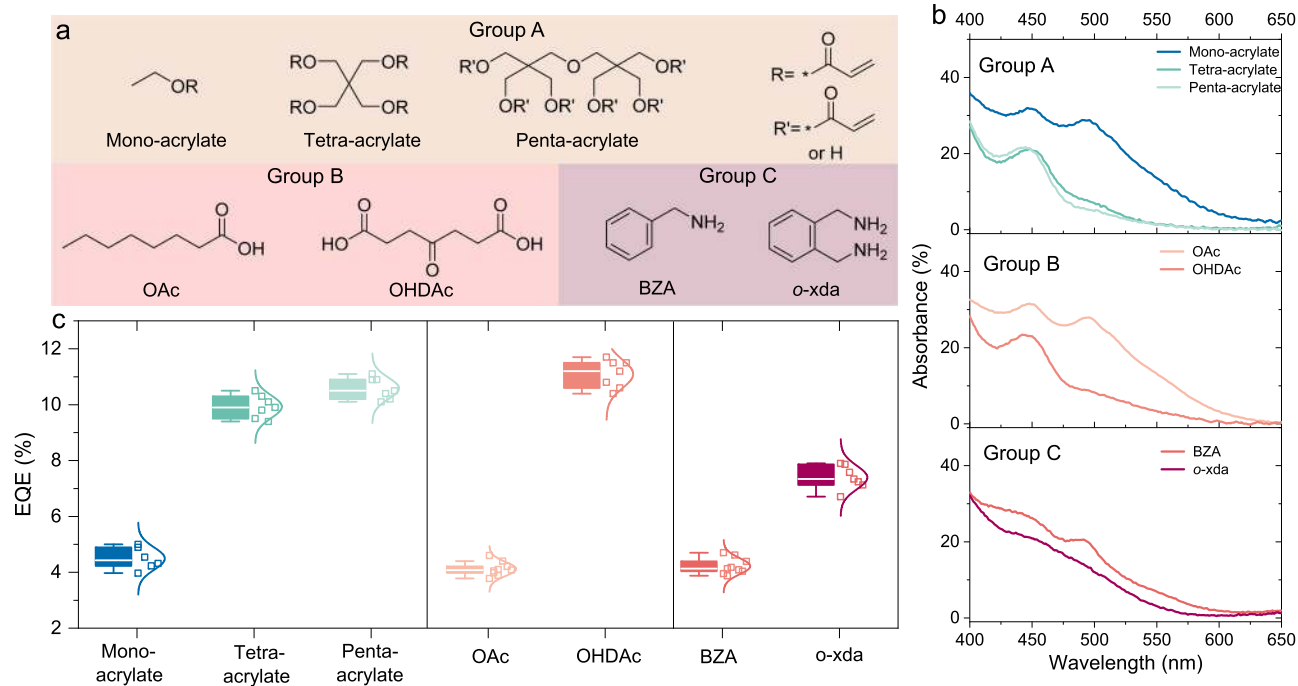 a
Group A
RO
OR
RO
OR
OR
Mono-acrylate
Tetra-acrylate
R'O
O
OR'
OR'
OR'
OR'
OR'
Penta-acrylate
O
R= *
O
R'= *
or H
Group B
O
OH
OAc
O
HO
O
O
OH
OHDAc
Group C
NH2
BZA
NH2
NH2
o-xda
b
400 450 500 550 600 650
Group A
Mono-acrylate
Tetra-acrylate
Penta-acrylate
40
20
0
Group B
OAc
OHDAc
40
20
0
Group C
BZA
o-xda
40
20
0
Absorbance (%)
400 450 500 550 600 650
Wavelength (nm)
c
EQE (%)
12
10
8
6
4
2
Mono-
acrylate
Tetra-
acrylate
Penta-
acrylate
OAc
OHDAc
BZA
o-xda